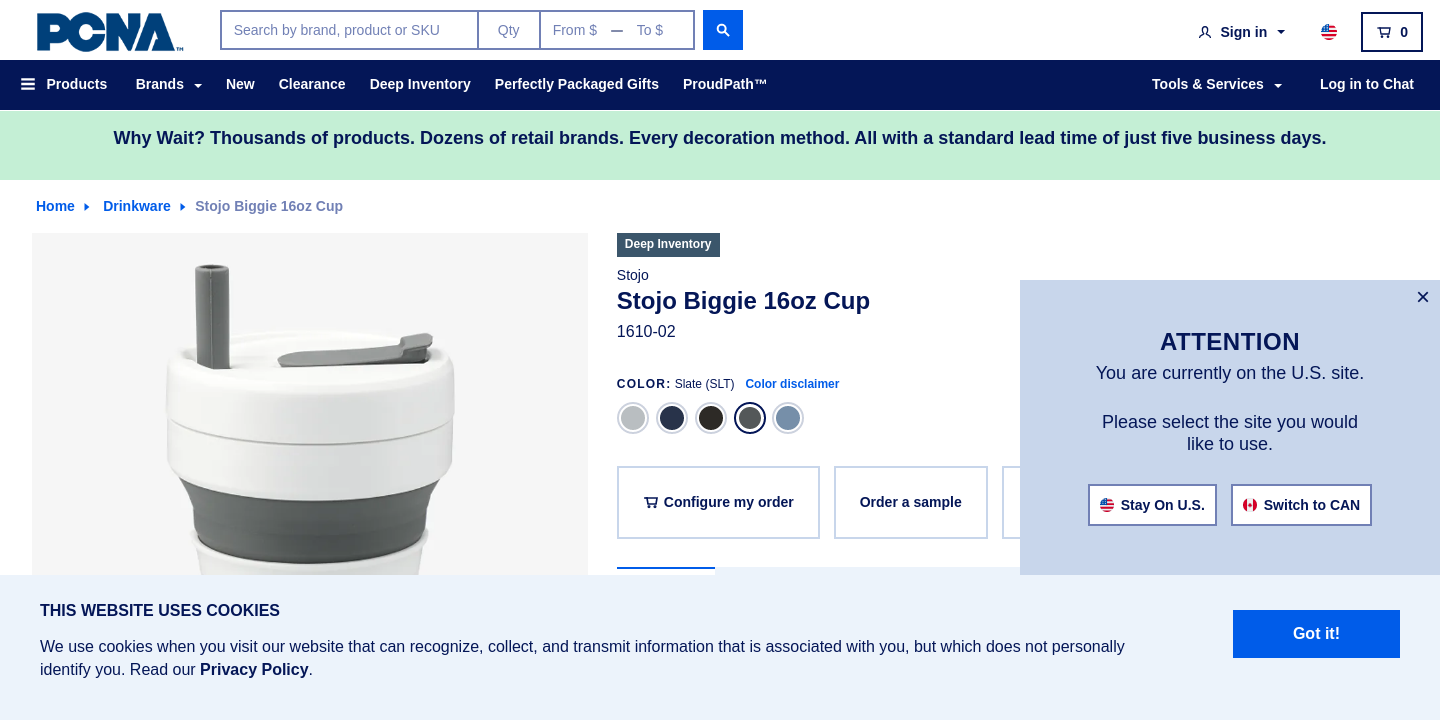 PCNA™
Search by brand, product or SKU
Qty
From $ — To $
Sign in
0
Products
Brands
New
Clearance
Deep Inventory
Perfectly Packaged Gifts
ProudPath™
Tools & Services
Log in to Chat
Why Wait? Thousands of products. Dozens of retail brands. Every decoration method. All with a standard lead time of just five business days.
Home
Drinkware
Stojo Biggie 16oz Cup
Deep Inventory
Stojo
Stojo Biggie 16oz Cup
1610-02
COLOR: Slate (SLT) Color disclaimer
Configure my order
Order a sample
×
ATTENTION
You are currently on the U.S. site.
Please select the site you would
like to use.
Stay On U.S.
Switch to CAN
THIS WEBSITE USES COOKIES
We use cookies when you visit our website that can recognize, collect, and transmit information that is associated with you, but which does not personally
identify you. Read our Privacy Policy.
Got it!